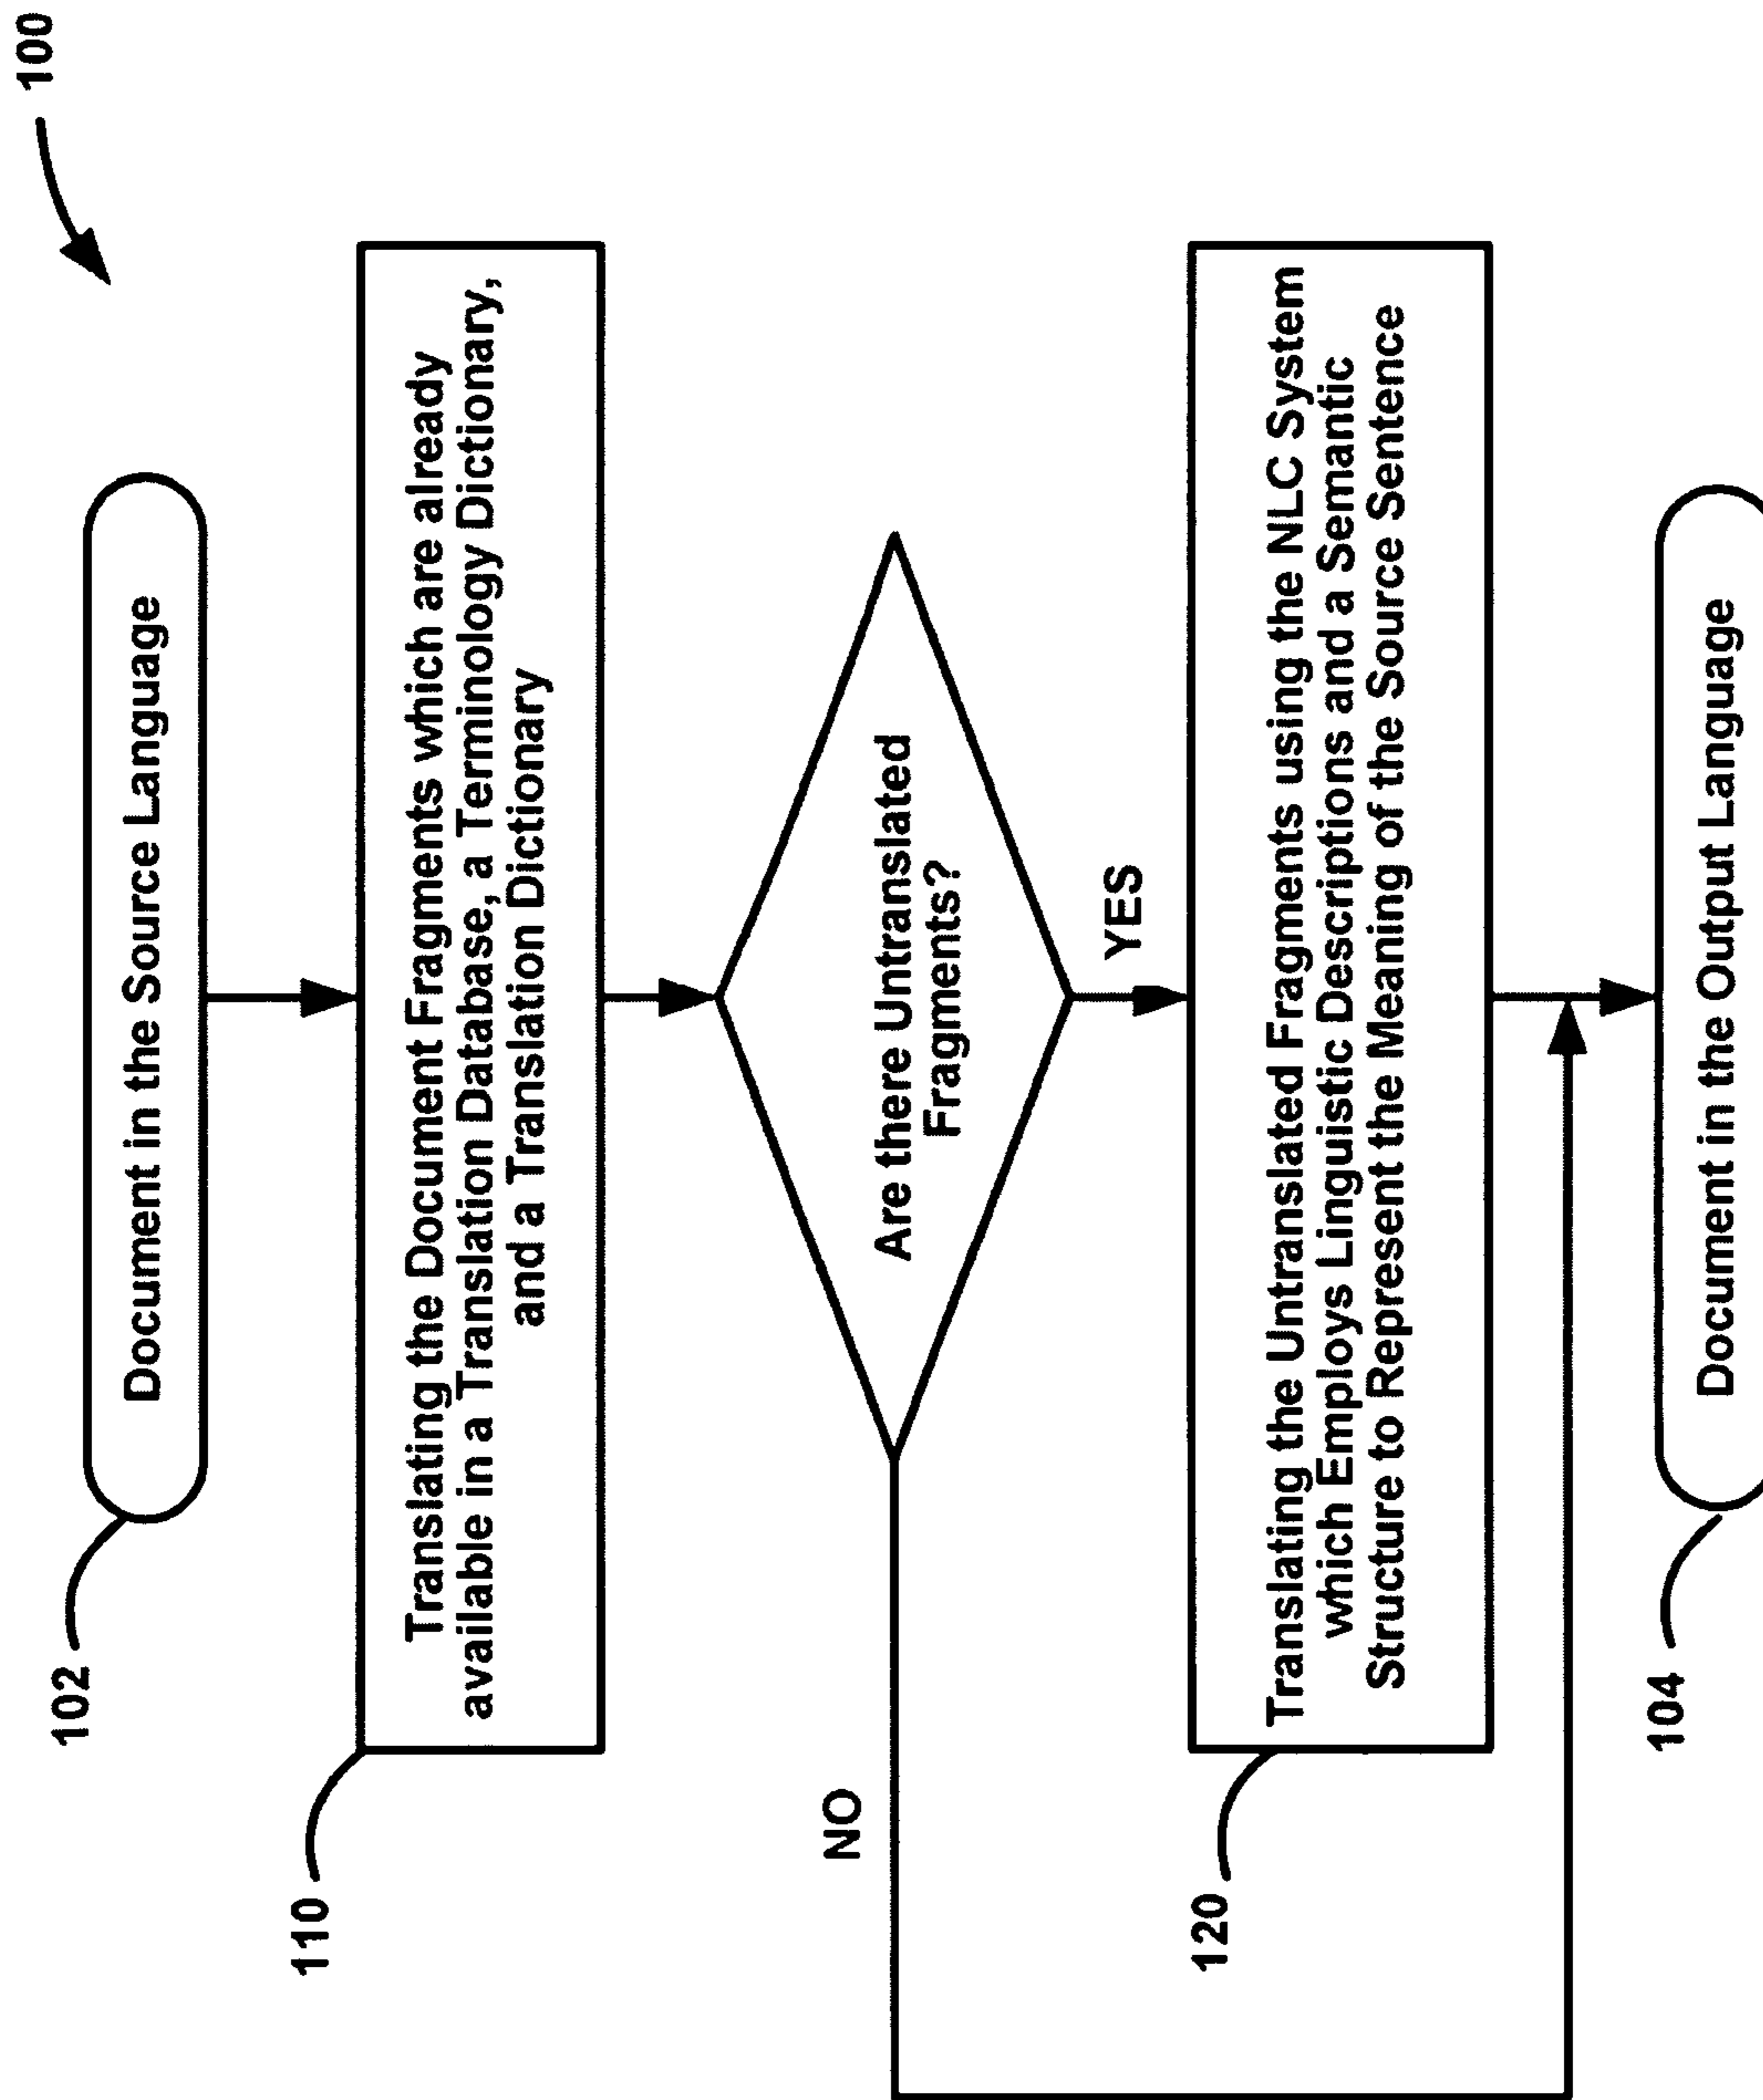 100
102
Document in the Source Language
110
Translating the Document Fragments which are already
available in a Translation Database, a Terminology Dictionary,
and a Translation Dictionary
Are there Untranslated
Fragments?
NO
YES
120
Translating the Untranslated Fragments using the NLC System
which Employs Linguistic Descriptions and a Semantic
Structure to Represent the Meaning of the Source Sentence
104
Document in the Output Language